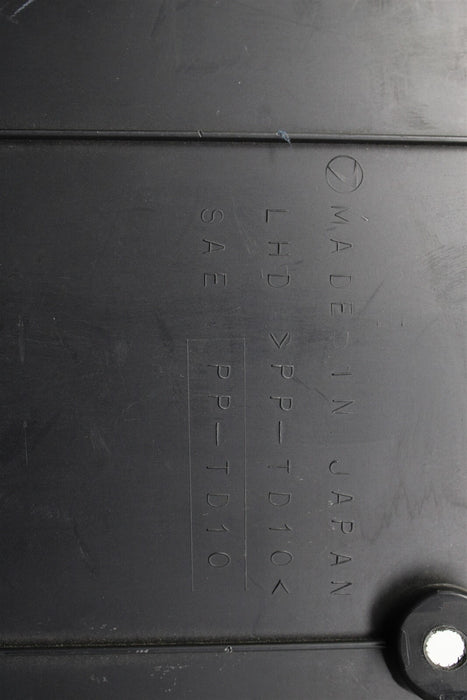 MADE IN JAPAN
LHD >PP-TD10<
SAE PP-TD10